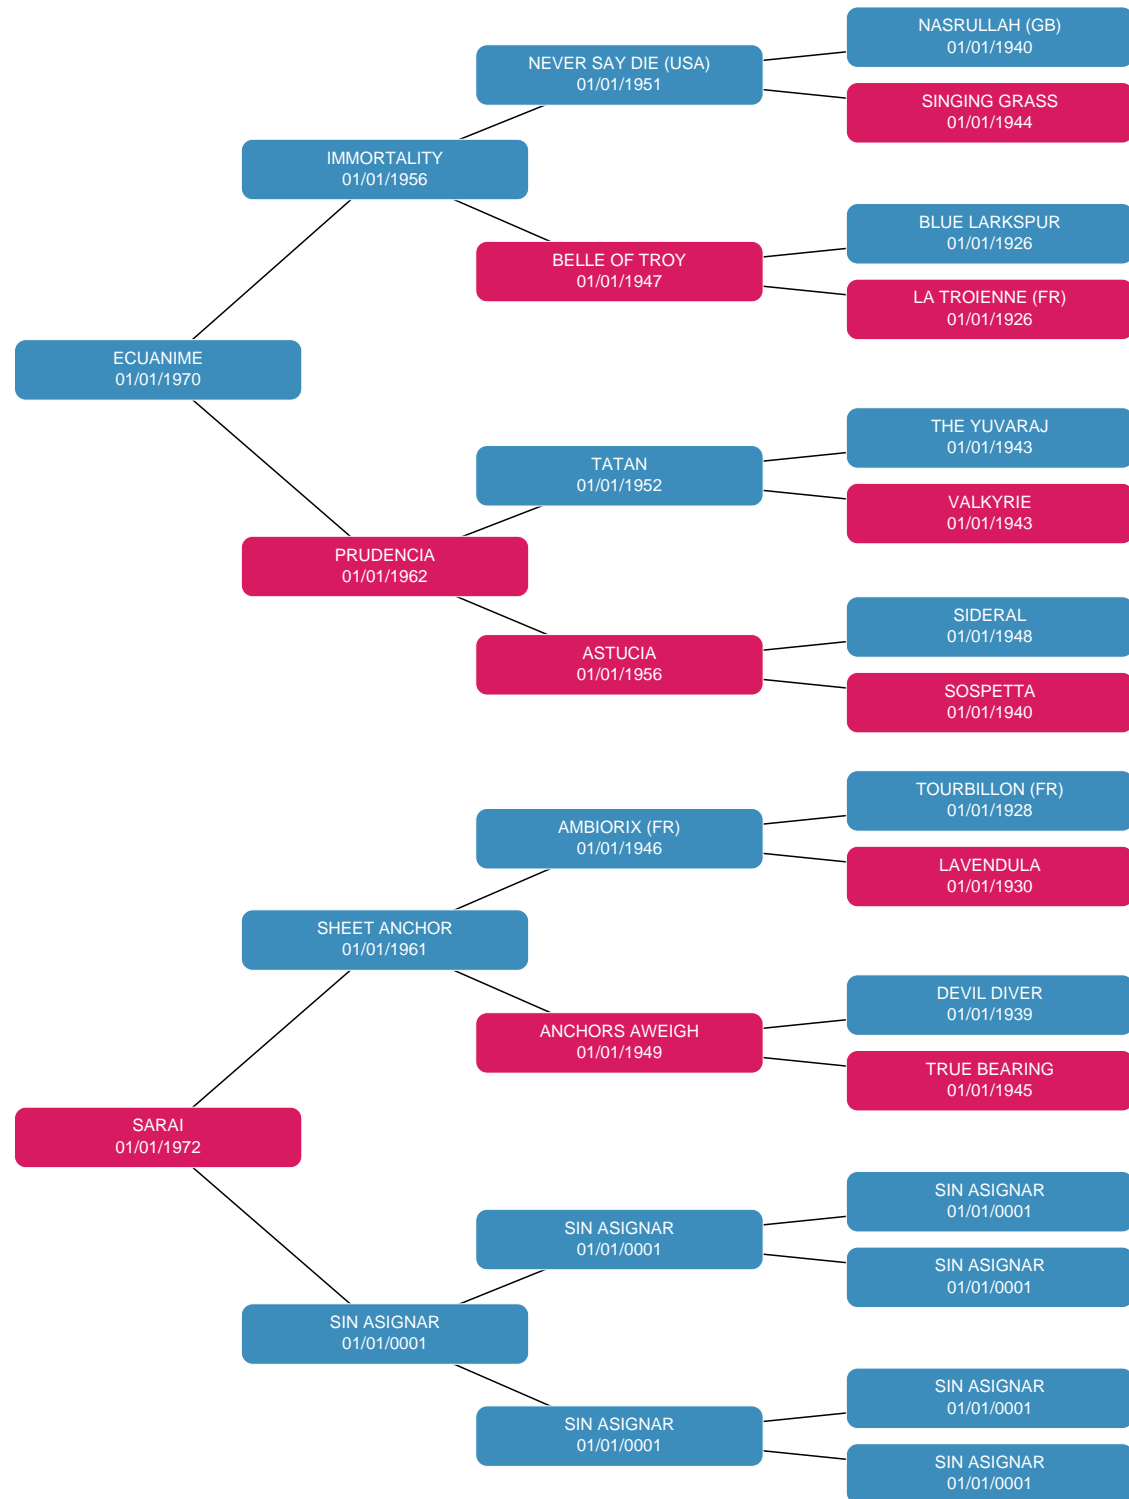 NASRULLAH (GB)
01/01/1940
NEVER SAY DIE (USA)
01/01/1951
SINGING GRASS
01/01/1944
IMMORTALITY
01/01/1956
BLUE LARKSPUR
01/01/1926
BELLE OF TROY
01/01/1947
LA TROIENNE (FR)
01/01/1926
ECUANIME
01/01/1970
THE YUVARAJ
01/01/1943
TATAN
01/01/1952
VALKYRIE
01/01/1943
PRUDENCIA
01/01/1962
SIDERAL
01/01/1948
ASTUCIA
01/01/1956
SOSPETTA
01/01/1940
TOURBILLON (FR)
01/01/1928
AMBIORIX (FR)
01/01/1946
LAVENDULA
01/01/1930
SHEET ANCHOR
01/01/1961
DEVIL DIVER
01/01/1939
ANCHORS AWEIGH
01/01/1949
TRUE BEARING
01/01/1945
SARAI
01/01/1972
SIN ASIGNAR
01/01/0001
SIN ASIGNAR
01/01/0001
SIN ASIGNAR
01/01/0001
SIN ASIGNAR
01/01/0001
SIN ASIGNAR
01/01/0001
SIN ASIGNAR
01/01/0001
SIN ASIGNAR
01/01/0001